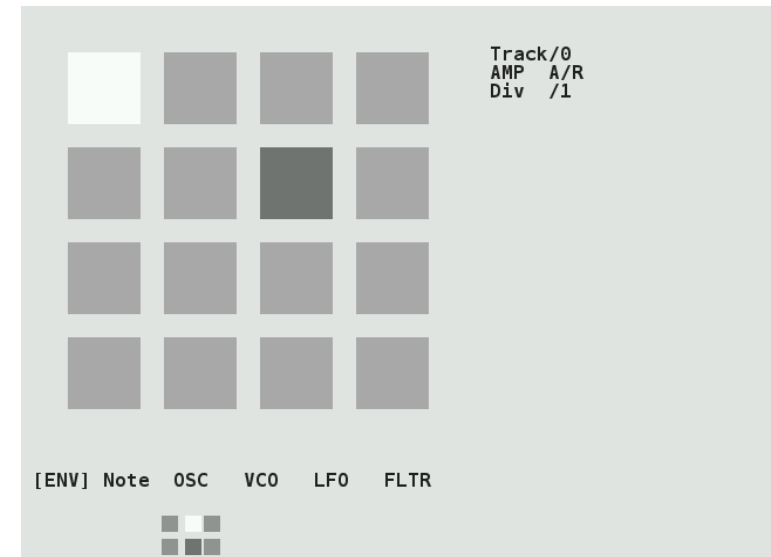 Track/0
AMP A/R
Div /1
[ENV] Note OSC VCO LFO FLTR